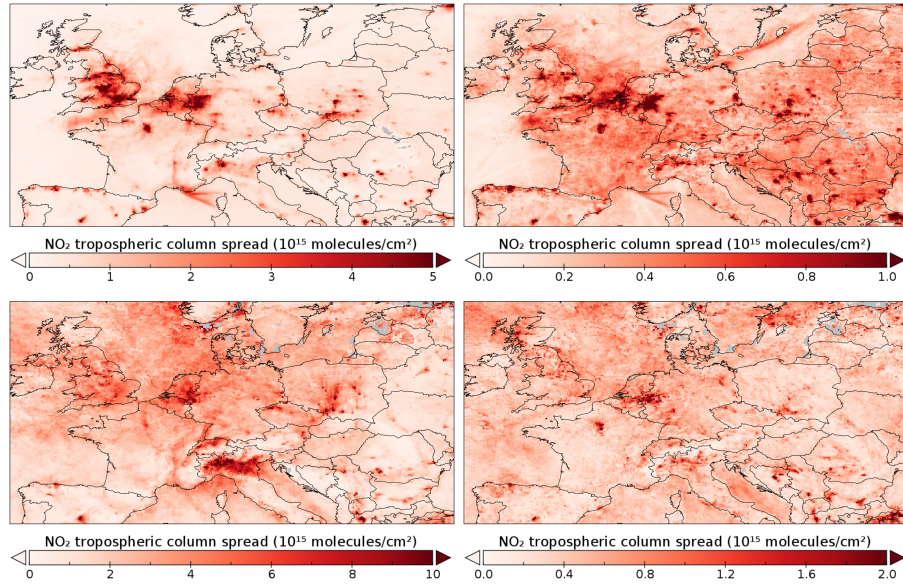 NO₂ tropospheric column spread (10¹⁵ molecules/cm²)
0 1 2 3 4 5
NO₂ tropospheric column spread (10¹⁵ molecules/cm²)
0.0 0.2 0.4 0.6 0.8 1.0
NO₂ tropospheric column spread (10¹⁵ molecules/cm²)
0 2 4 6 8 10
NO₂ tropospheric column spread (10¹⁵ molecules/cm²)
0.0 0.4 0.8 1.2 1.6 2.0